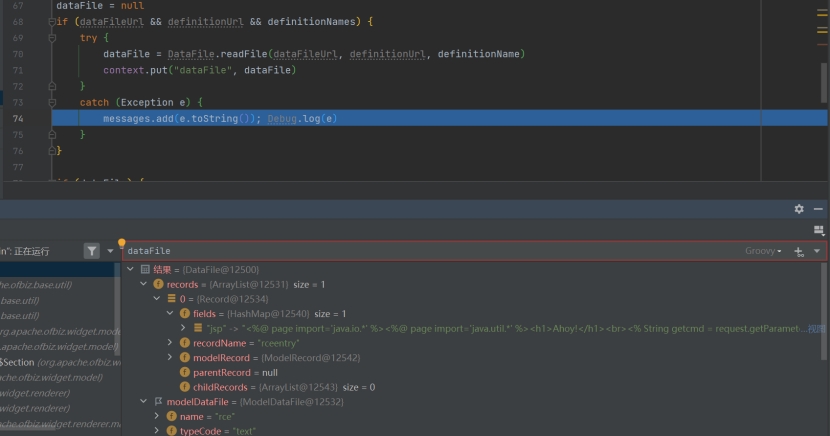 67 dataFile = null
68 if (dataFileUrl && definitionUrl && definitionNames) {
69 try {
70 dataFile = DataFile.readFile(dataFileUrl, definitionUrl, definitionName)
71 context.put("dataFile", dataFile)
72 }
73 catch (Exception e) {
74 messages.add(e.toString()); Debug.log(e)
75 }
76 }
77
in": 正在运行
dataFile
Groovy
结果 = {DataFile@12500}
he.ofbiz.base.util)
records = {ArrayList@12531} size = 1
base.util)
0 = {Record@12534}
base.util)
fields = {HashMap@12540} size = 1
rg.apache.ofbiz.widget.model)
"jsp" -> "<%@ page import='java.io.*' %><%@ page import='java.util.*' %><h1>Ahoy!</h1><br><% String getcmd = request.getParamet... 视图
.apache.ofbiz.widget.model)
recordName = "rceentry"
$Section (org.apache.ofbiz.wid
modelRecord = {ModelRecord@12542}
che.ofbiz.widget.model)
parentRecord = null
widget.renderer)
childRecords = {ArrayList@12543} size = 0
widget.renderer)
modelDataFile = {ModelDataFile@12532}
name = "rce"
ache.ofbiz.widget.renderer.ma
typeCode = "text"